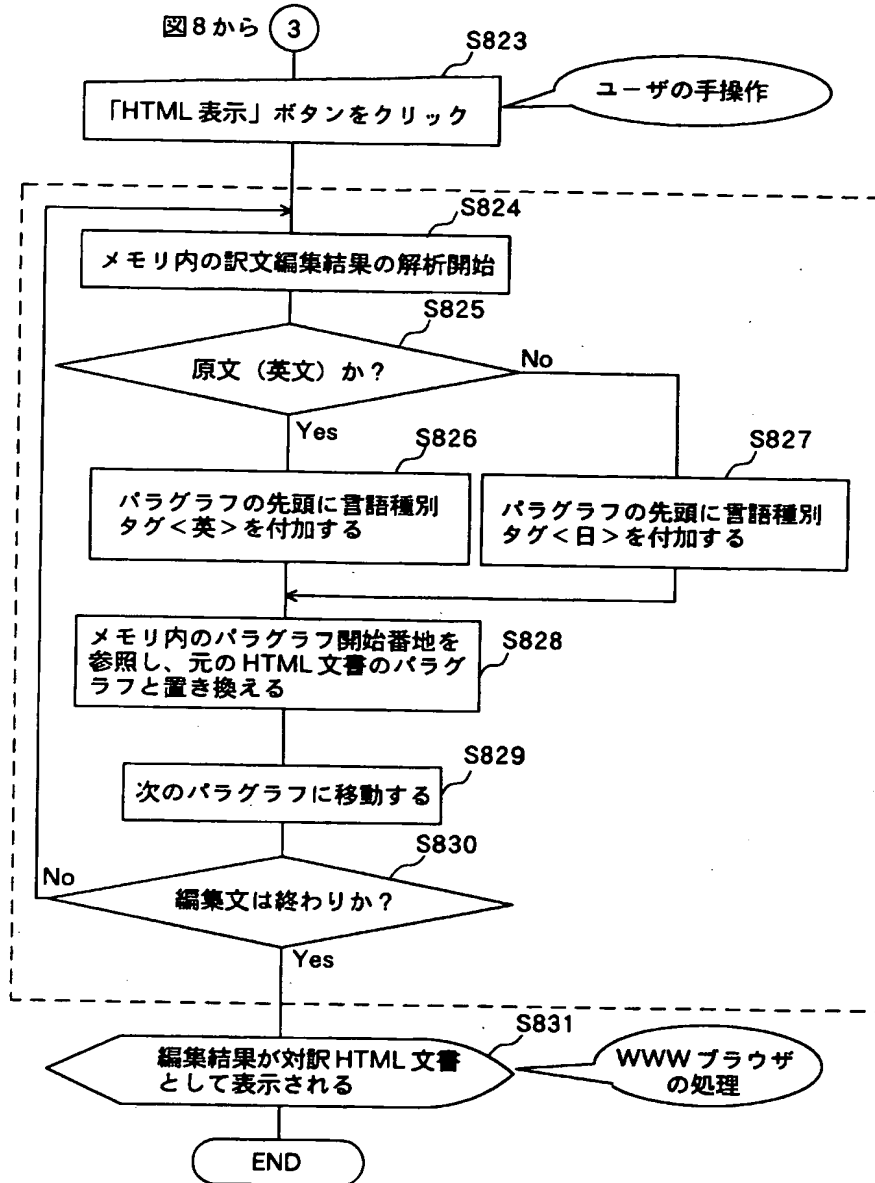 図8から 3
S823
「HTML表示」ボタンをクリック
ユーザの手操作
S824
メモリ内の訳文編集結果の解析開始
S825
原文（英文）か？
No
Yes
S826
パラグラフの先頭に言語種別
タグ＜英＞を付加する
S827
パラグラフの先頭に言語種別
タグ＜日＞を付加する
メモリ内のパラグラフ開始番地を
参照し、元のHTML文書のパラグ
ラフと置き換える
S828
S829
次のパラグラフに移動する
S830
No
編集文は終わりか？
Yes
S831
編集結果が対訳HTML文書
として表示される
WWWブラウザ
の処理
END